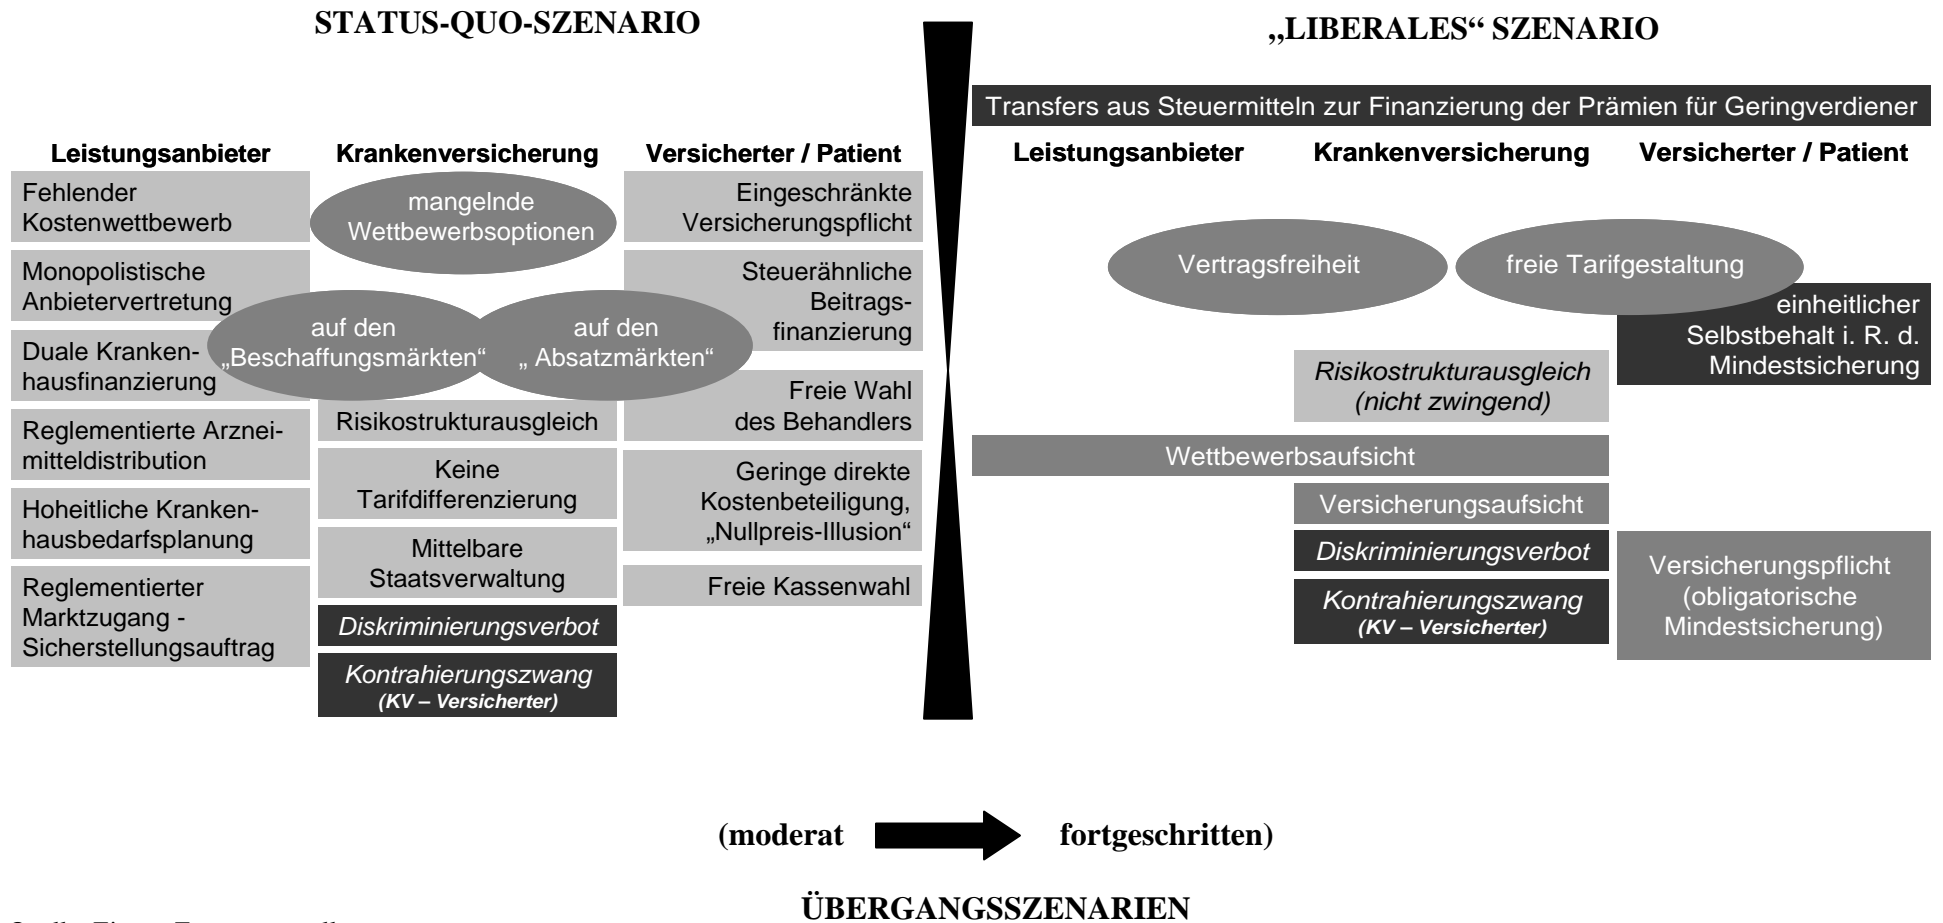 STATUS-QUO-SZENARIO
Leistungsanbieter
Fehlender
Kostenwettbewerb
Monopolistische
Anbietervertretung
Duale Kranken-
hausfinanzierung
Reglementierte Arznei-
mitteldistribution
Hoheitliche Kranken-
hausbedarfsplanung
Reglementierter
Marktzugang -
Sicherstellungsauftrag
Krankenversicherung
mangelnde
Wettbewerbsoptionen
auf den
„Beschaffungsmärkten“
auf den
„ Absatzmärkten“
Risikostrukturausgleich
Keine
Tarifdifferenzierung
Mittelbare
Staatsverwaltung
Diskriminierungsverbot
Kontrahierungszwang
(KV – Versicherter)
Versicherter / Patient
Eingeschränkte
Versicherungspflicht
Steuerähnliche
Beitrags-
finanzierung
Freie Wahl
des Behandlers
Geringe direkte
Kostenbeteiligung,
„Nullpreis-Illusion“
Freie Kassenwahl
„LIBERALES“ SZENARIO
Transfers aus Steuermitteln zur Finanzierung der Prämien für Geringverdiener
Leistungsanbieter
Krankenversicherung
Versicherter / Patient
Vertragsfreiheit
freie Tarifgestaltung
einheitlicher
Selbstbehalt i. R. d.
Mindestsicherung
Risikostrukturausgleich
(nicht zwingend)
Wettbewerbsaufsicht
Versicherungsaufsicht
Diskriminierungsverbot
Kontrahierungszwang
(KV – Versicherter)
Versicherungspflicht
(obligatorische
Mindestsicherung)
(moderat fortgeschritten)
ÜBERGANGSSZENARIEN